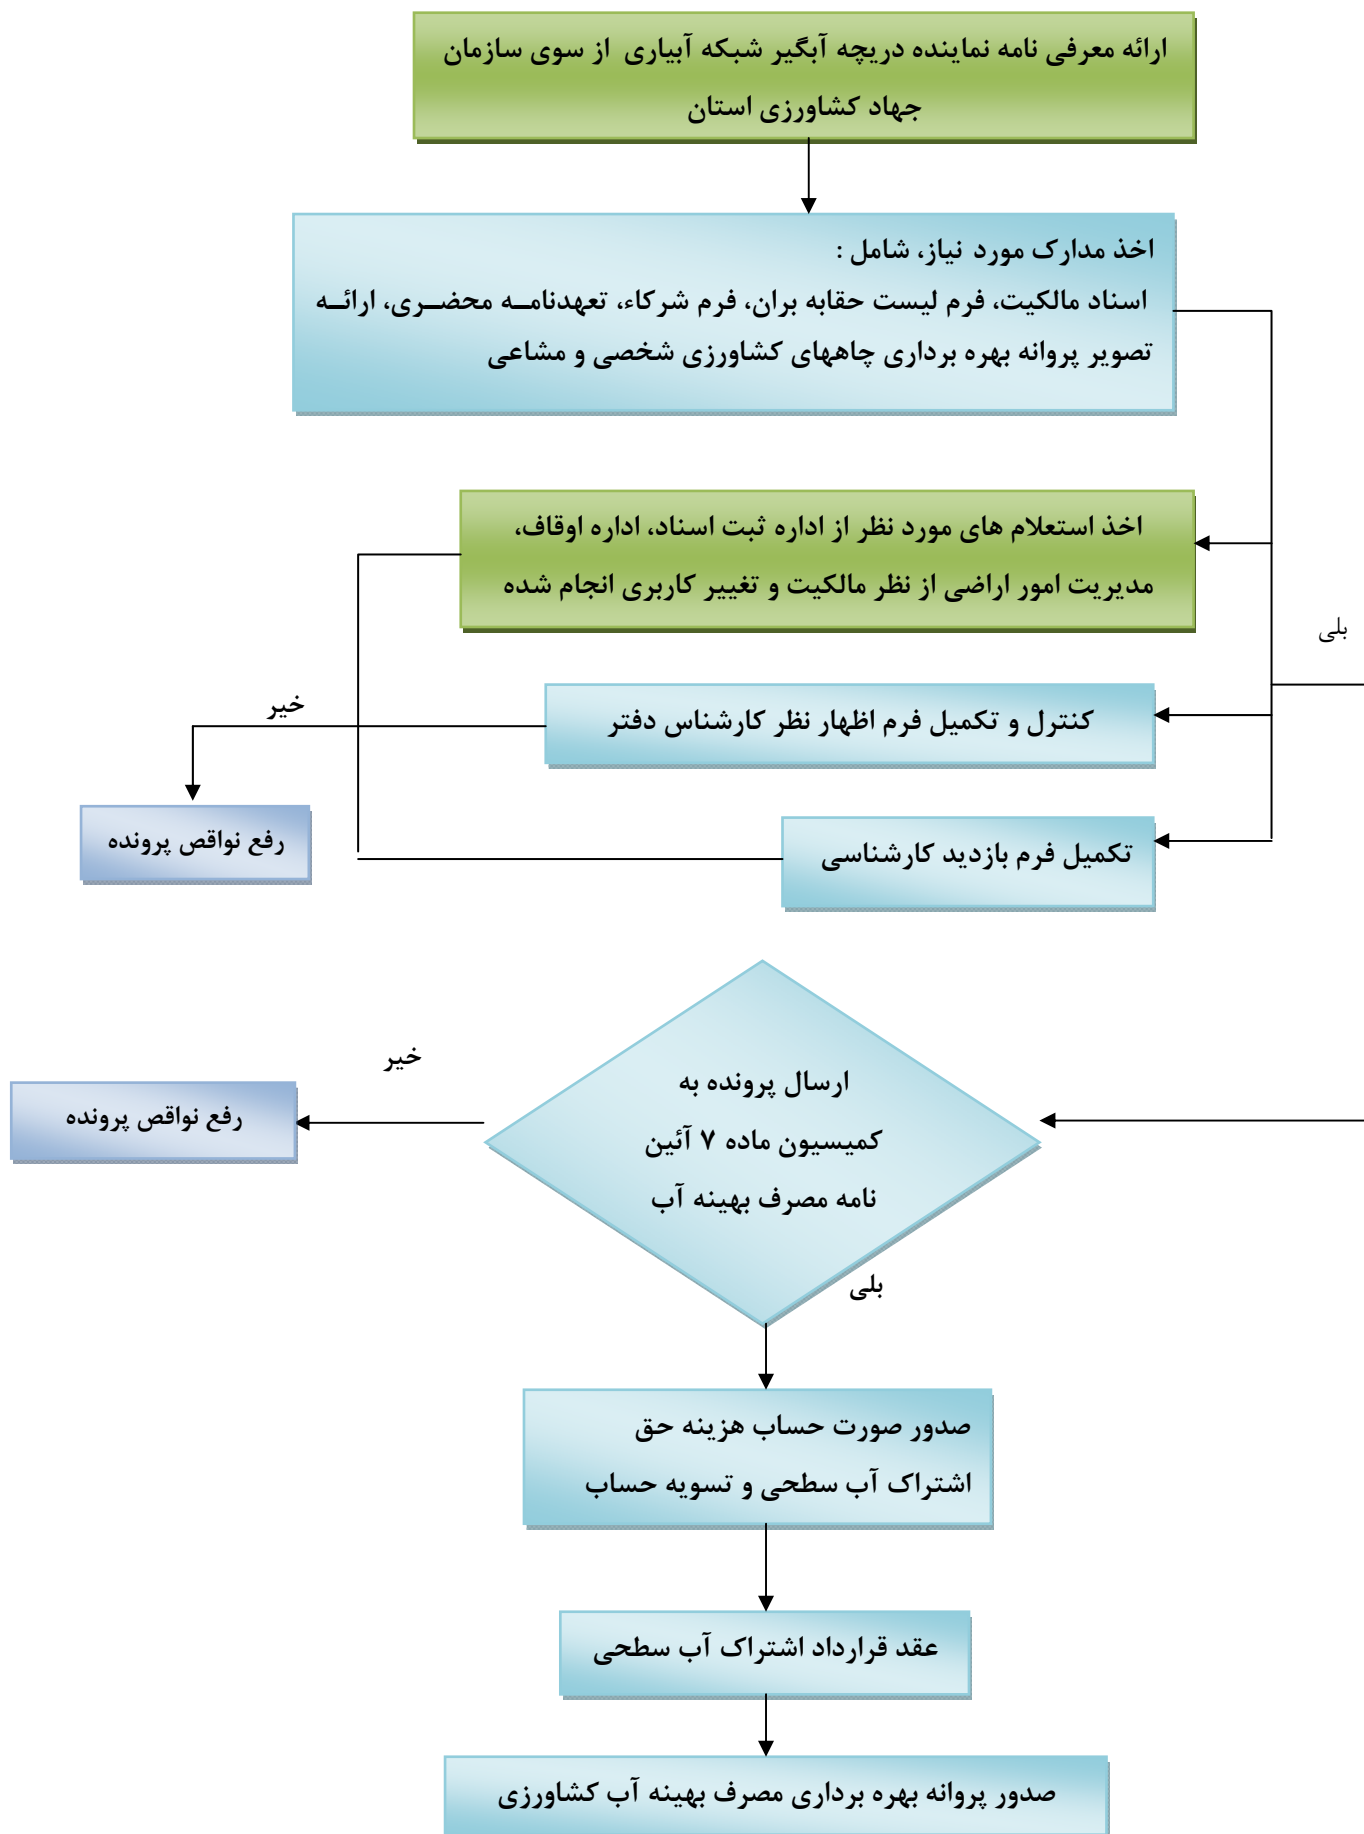 ارائه معرفی نامه نماینده دریچه آبگیر شبکه آبیاری از سوی سازمان
جهاد کشاورزی استان
اخذ مدارک مورد نیاز، شامل :
اسناد مالکیت، فرم لیست حقابه بران، فرم شرکاء، تعهدنامـه محضـری، ارائـه
تصویر پروانه بهره برداری چاههای کشاورزی شخصی و مشاعی
اخذ استعلام های مورد نظر از اداره ثبت اسناد، اداره اوقاف،
مدیریت امور اراضی از نظر مالکیت و تغییر کاربری انجام شده
بلی
کنترل و تکمیل فرم اظهار نظر کارشناس دفتر
خیر
رفع نواقص پرونده
تکمیل فرم بازدید کارشناسی
ارسال پرونده به
کمیسیون ماده ۷ آئین
نامه مصرف بهینه آب
خیر
رفع نواقص پرونده
بلی
صدور صورت حساب هزینه حق
اشتراک آب سطحی و تسویه حساب
عقد قرارداد اشتراک آب سطحی
صدور پروانه بهره برداری مصرف بهینه آب کشاورزی